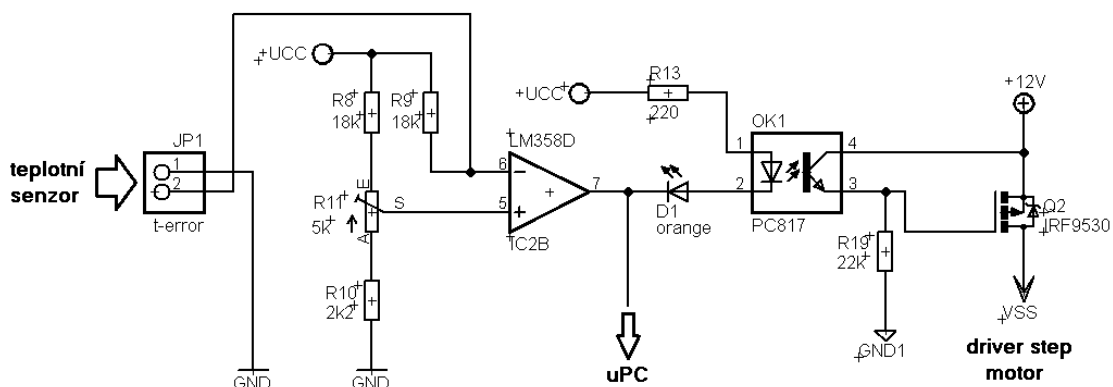 +UCC
R8
18k
R9
18k
R13
220
+UCC
+12V
OK1
1
4
2
3
PC817
JP1
1
2
t-error
teplotní
senzor
LM358D
6
5
7
IC2B
R11
5k
E
S
A
D1
orange
Q2
IRF9530
R19
22k
R10
2k2
VSS
GND1
GND
GND
uPC
driver step
motor